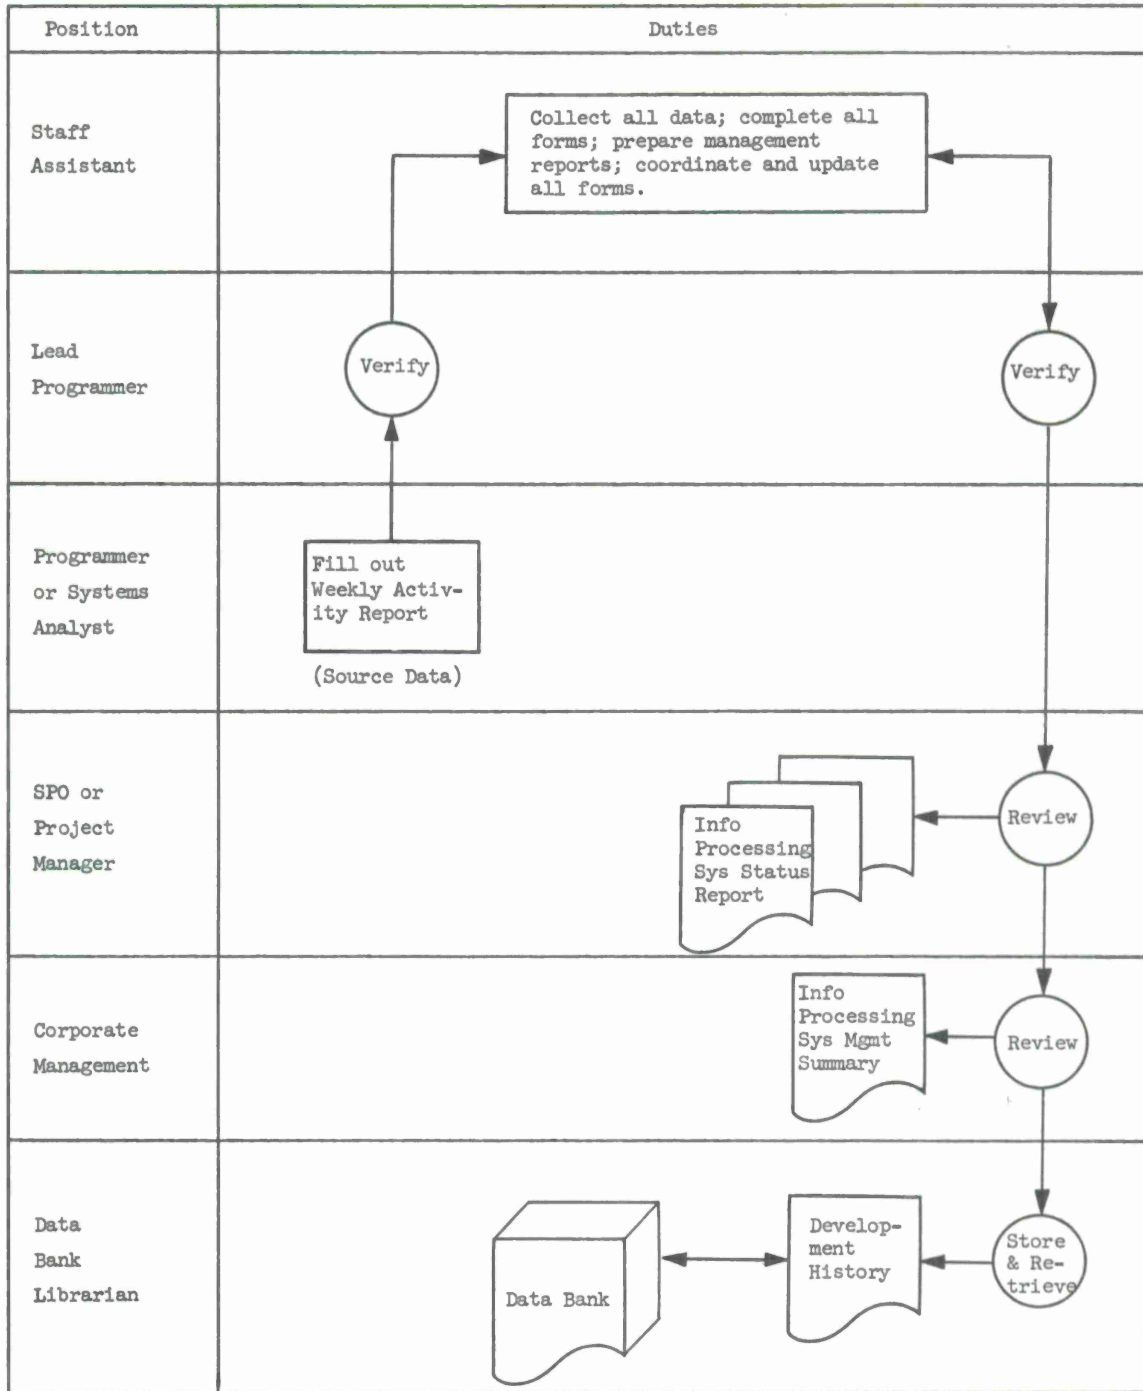 Position
Duties
Staff
Assistant
Collect all data; complete all
forms; prepare management
reports; coordinate and update
all forms.
Lead
Programmer
Verify
Verify
Programmer
or Systems
Analyst
Fill out
Weekly Activ-
ity Report
(Source Data)
SPO or
Project
Manager
Info
Processing
Sys Status
Report
Review
Corporate
Management
Info
Processing
Sys Mgmt
Summary
Review
Data
Bank
Librarian
Data Bank
Develop-
ment
History
Store
& Re-
trieve